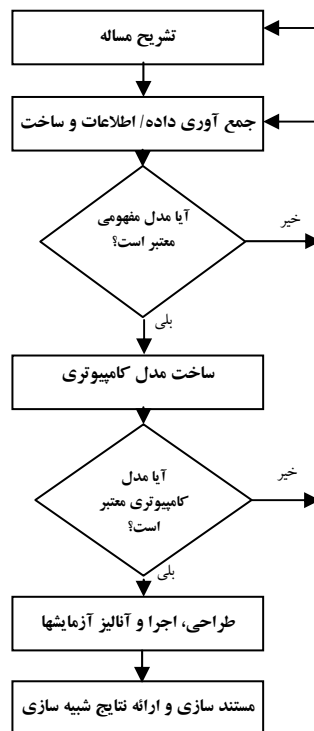 تشریح مساله
جمع آوری داده/ اطلاعات و ساخت
آیا مدل مفهومی
معتبر است؟
خیر
بلی
ساخت مدل کامپیوتری
آیا مدل
کامپیوتری معتبر
است؟
خیر
بلی
طراحی، اجرا و آنالیز آزمایشها
مستند سازی و ارائه نتایج شبیه سازی